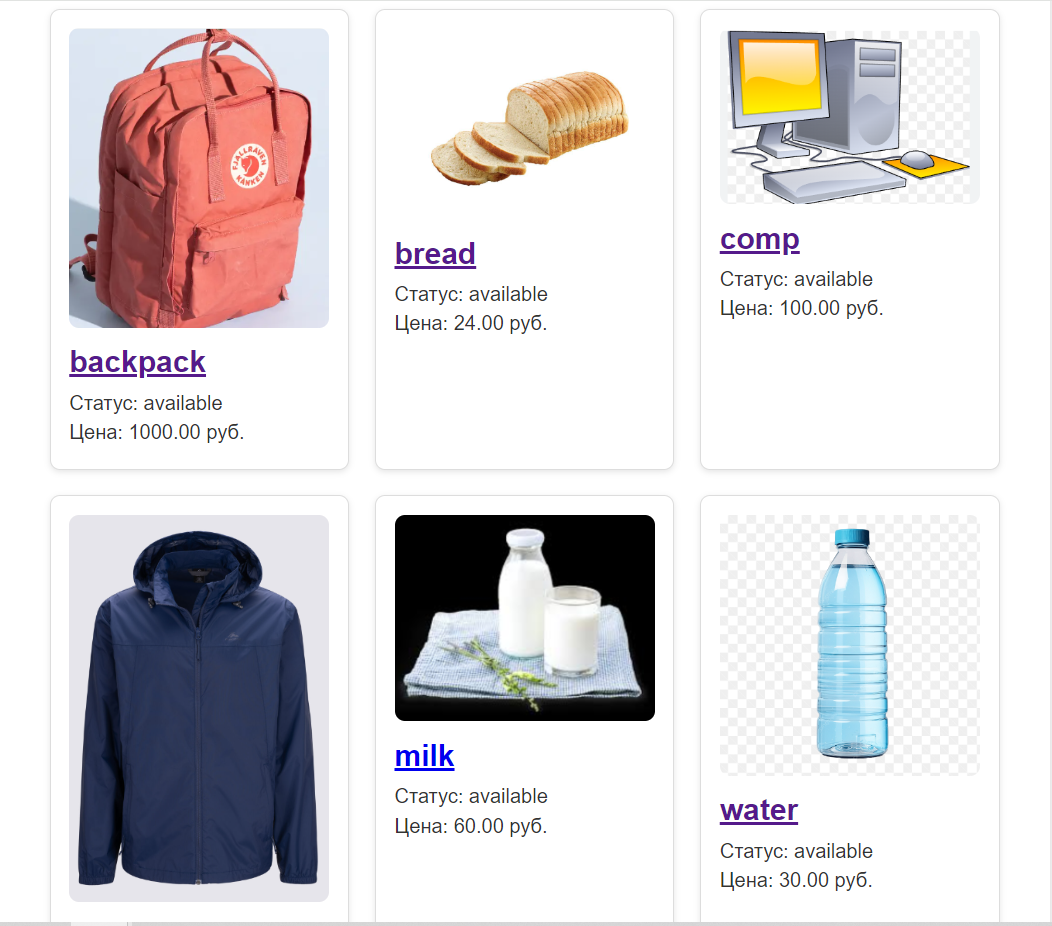 FJÄLLRÄVEN
KÅNKEN
backpack
Статус: available
Цена: 1000.00 руб.
bread
Статус: available
Цена: 24.00 руб.
comp
Статус: available
Цена: 100.00 руб.
milk
Статус: available
Цена: 60.00 руб.
water
Статус: available
Цена: 30.00 руб.